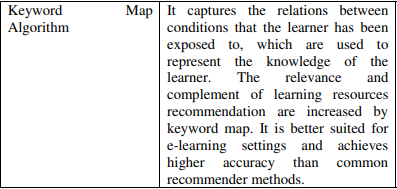 Keyword Map
Algorithm
It captures the relations between
conditions that the learner has been
exposed to, which are used to
represent the knowledge of the
learner. The relevance and
complement of learning resources
recommendation are increased by
keyword map. It is better suited for
e-learning settings and achieves
higher accuracy than common
recommender methods.